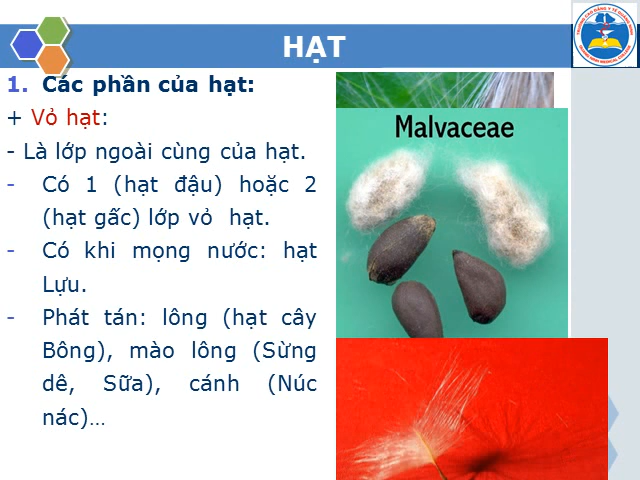 HẠT
1. Các phần của hạt:
+ Vỏ hạt:
- Là lớp ngoài cùng của hạt.
- Có 1 (hạt đậu) hoặc 2
(hạt gấc) lớp vỏ hạt.
- Có khi mọng nước: hạt
Lựu.
- Phát tán: lông (hạt cây
Bông), mào lông (Sừng
dê, Sữa), cánh (Núc
nác)…
Malvaceae